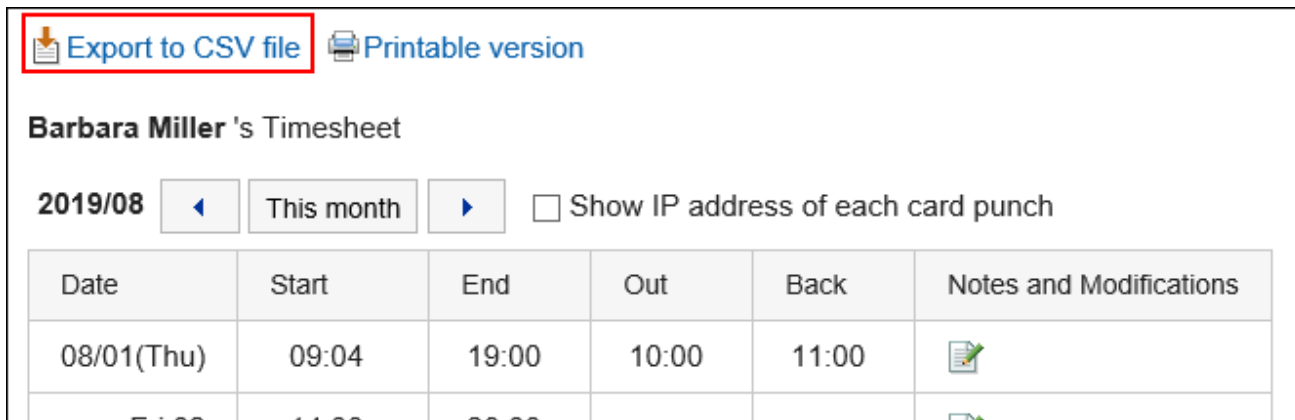 Export to CSV file Printable version
Barbara Miller 's Timesheet
2019/08 This month Show IP address of each card punch
Date Start End Out Back Notes and Modifications
08/01(Thu) 09:04 19:00 10:00 11:00